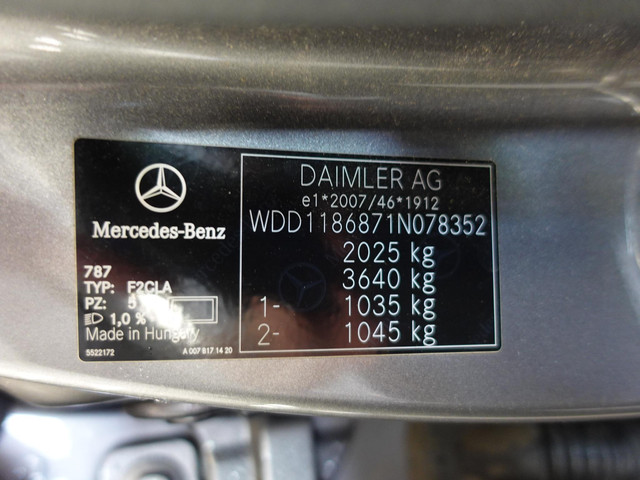 Mercedes-Benz
787
TYP: F2CLA
PZ: 5
1,0 %
Made in Hungary
5522172 A 007 817 14 20
DAIMLER AG
e1*2007/46*1912
WDD1186871N078352
2025 kg
3640 kg
1- 1035 kg
2- 1045 kg